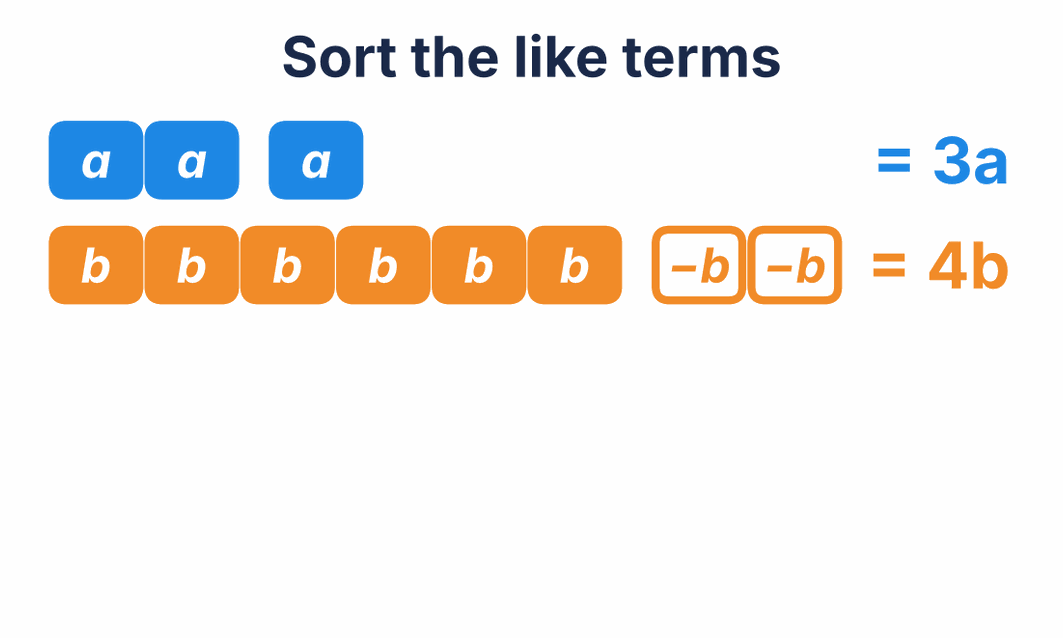 Sort the like terms
a a a = 3a
b b b b b b −b −b = 4b